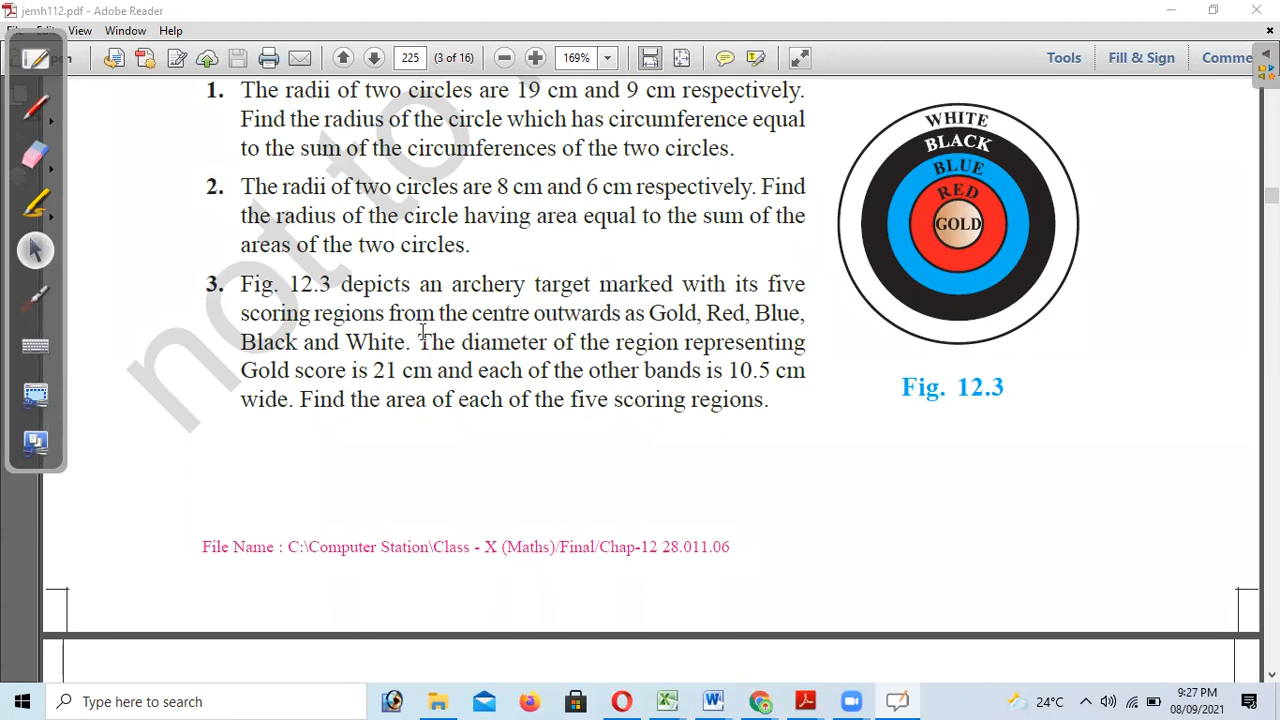 jemh112.pdf - Adobe Reader
View Window Help
225 (3 of 16) 169% Tools Fill & Sign Comme
1. The radii of two circles are 19 cm and 9 cm respectively.
Find the radius of the circle which has circumference equal
to the sum of the circumferences of the two circles.
2. The radii of two circles are 8 cm and 6 cm respectively. Find
the radius of the circle having area equal to the sum of the
areas of the two circles.
3. Fig. 12.3 depicts an archery target marked with its five
scoring regions from the centre outwards as Gold, Red, Blue,
Black and White. The diameter of the region representing
Gold score is 21 cm and each of the other bands is 10.5 cm
wide. Find the area of each of the five scoring regions.
WHITE
BLACK
BLUE
RED
GOLD
Fig. 12.3
not to
File Name : C:\Computer Station\Class - X (Maths)/Final/Chap-12 28.011.06
Type here to search
24°C
9:27 PM
08/09/2021